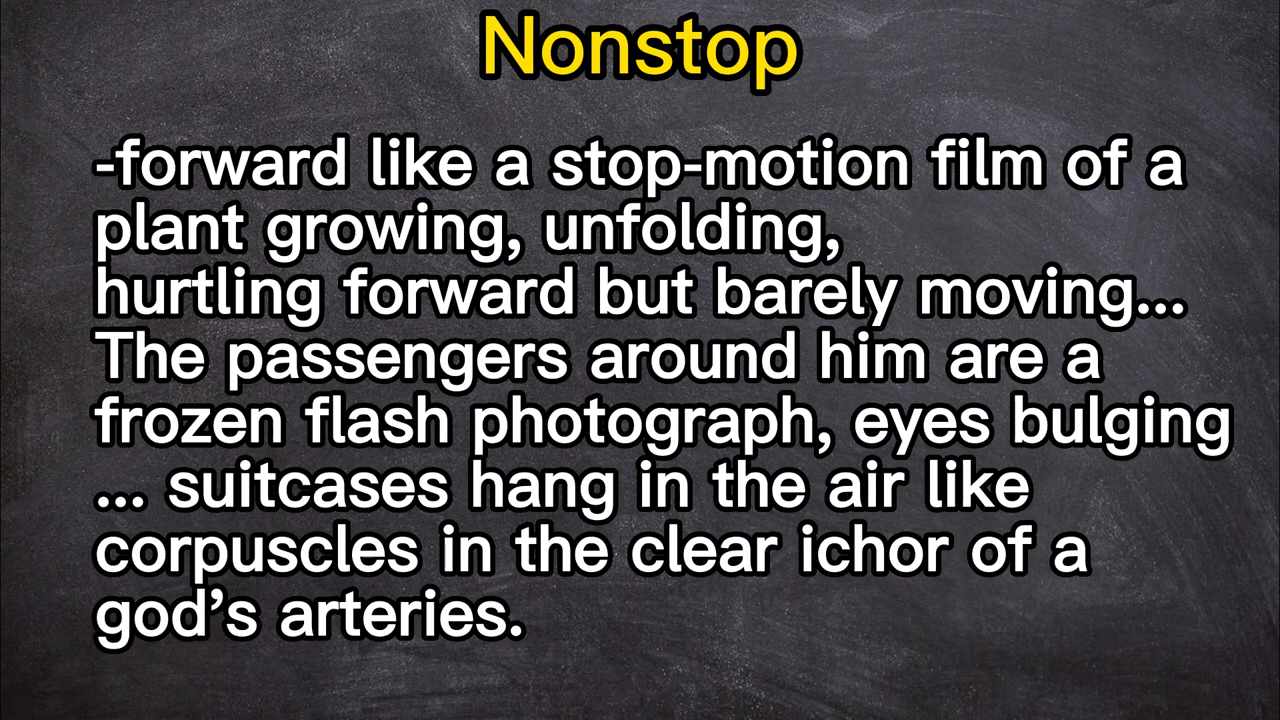 Nonstop
-forward like a stop-motion film of a
plant growing, unfolding,
hurtling forward but barely moving...
The passengers around him are a
frozen flash photograph, eyes bulging
... suitcases hang in the air like
corpuscles in the clear ichor of a
god’s arteries.